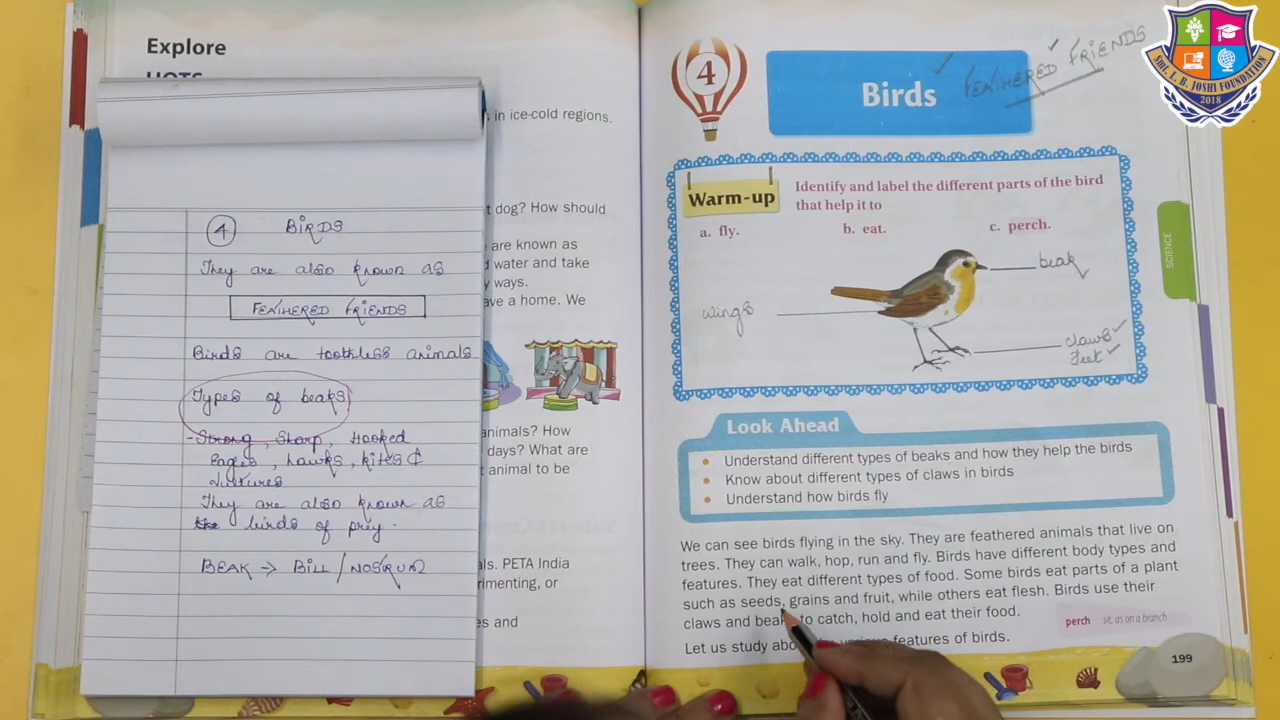 Explore
HOTS
in ice-cold regions.
t dog? How should
are known as
d water and take
y ways.
ave a home. We
animals? How
days? What are
t animal to be
als. PETA India
rimenting, or
es and
4 BIRDS
They are also known as
FEATHERED FRIENDS
Birds are toothless animals
Types of beaks
- Strong, Sharp, Hooked
Eagles, hawks, kites &
vultures
They are also known as
the birds of prey.
BEAK → BILL / NOSTRUM
4
Birds
FEATHERED FRIENDS
Warm-up
Identify and label the different parts of the bird
that help it to
a. fly. b. eat. c. perch.
beak
wings
claws
Feet
Look Ahead
• Understand different types of beaks and how they help the birds
• Know about different types of claws in birds
• Understand how birds fly
We can see birds flying in the sky. They are feathered animals that live on
trees. They can walk, hop, run and fly. Birds have different body types and
features. They eat different types of food. Some birds eat parts of a plant
such as seeds, grains and fruit, while others eat flesh. Birds use their
claws and beaks to catch, hold and eat their food.
perch sit, as on a branch
Let us study about the various features of birds.
199
SCIENCE
SHRI. L. B. JOSHI FOUNDATION
2018